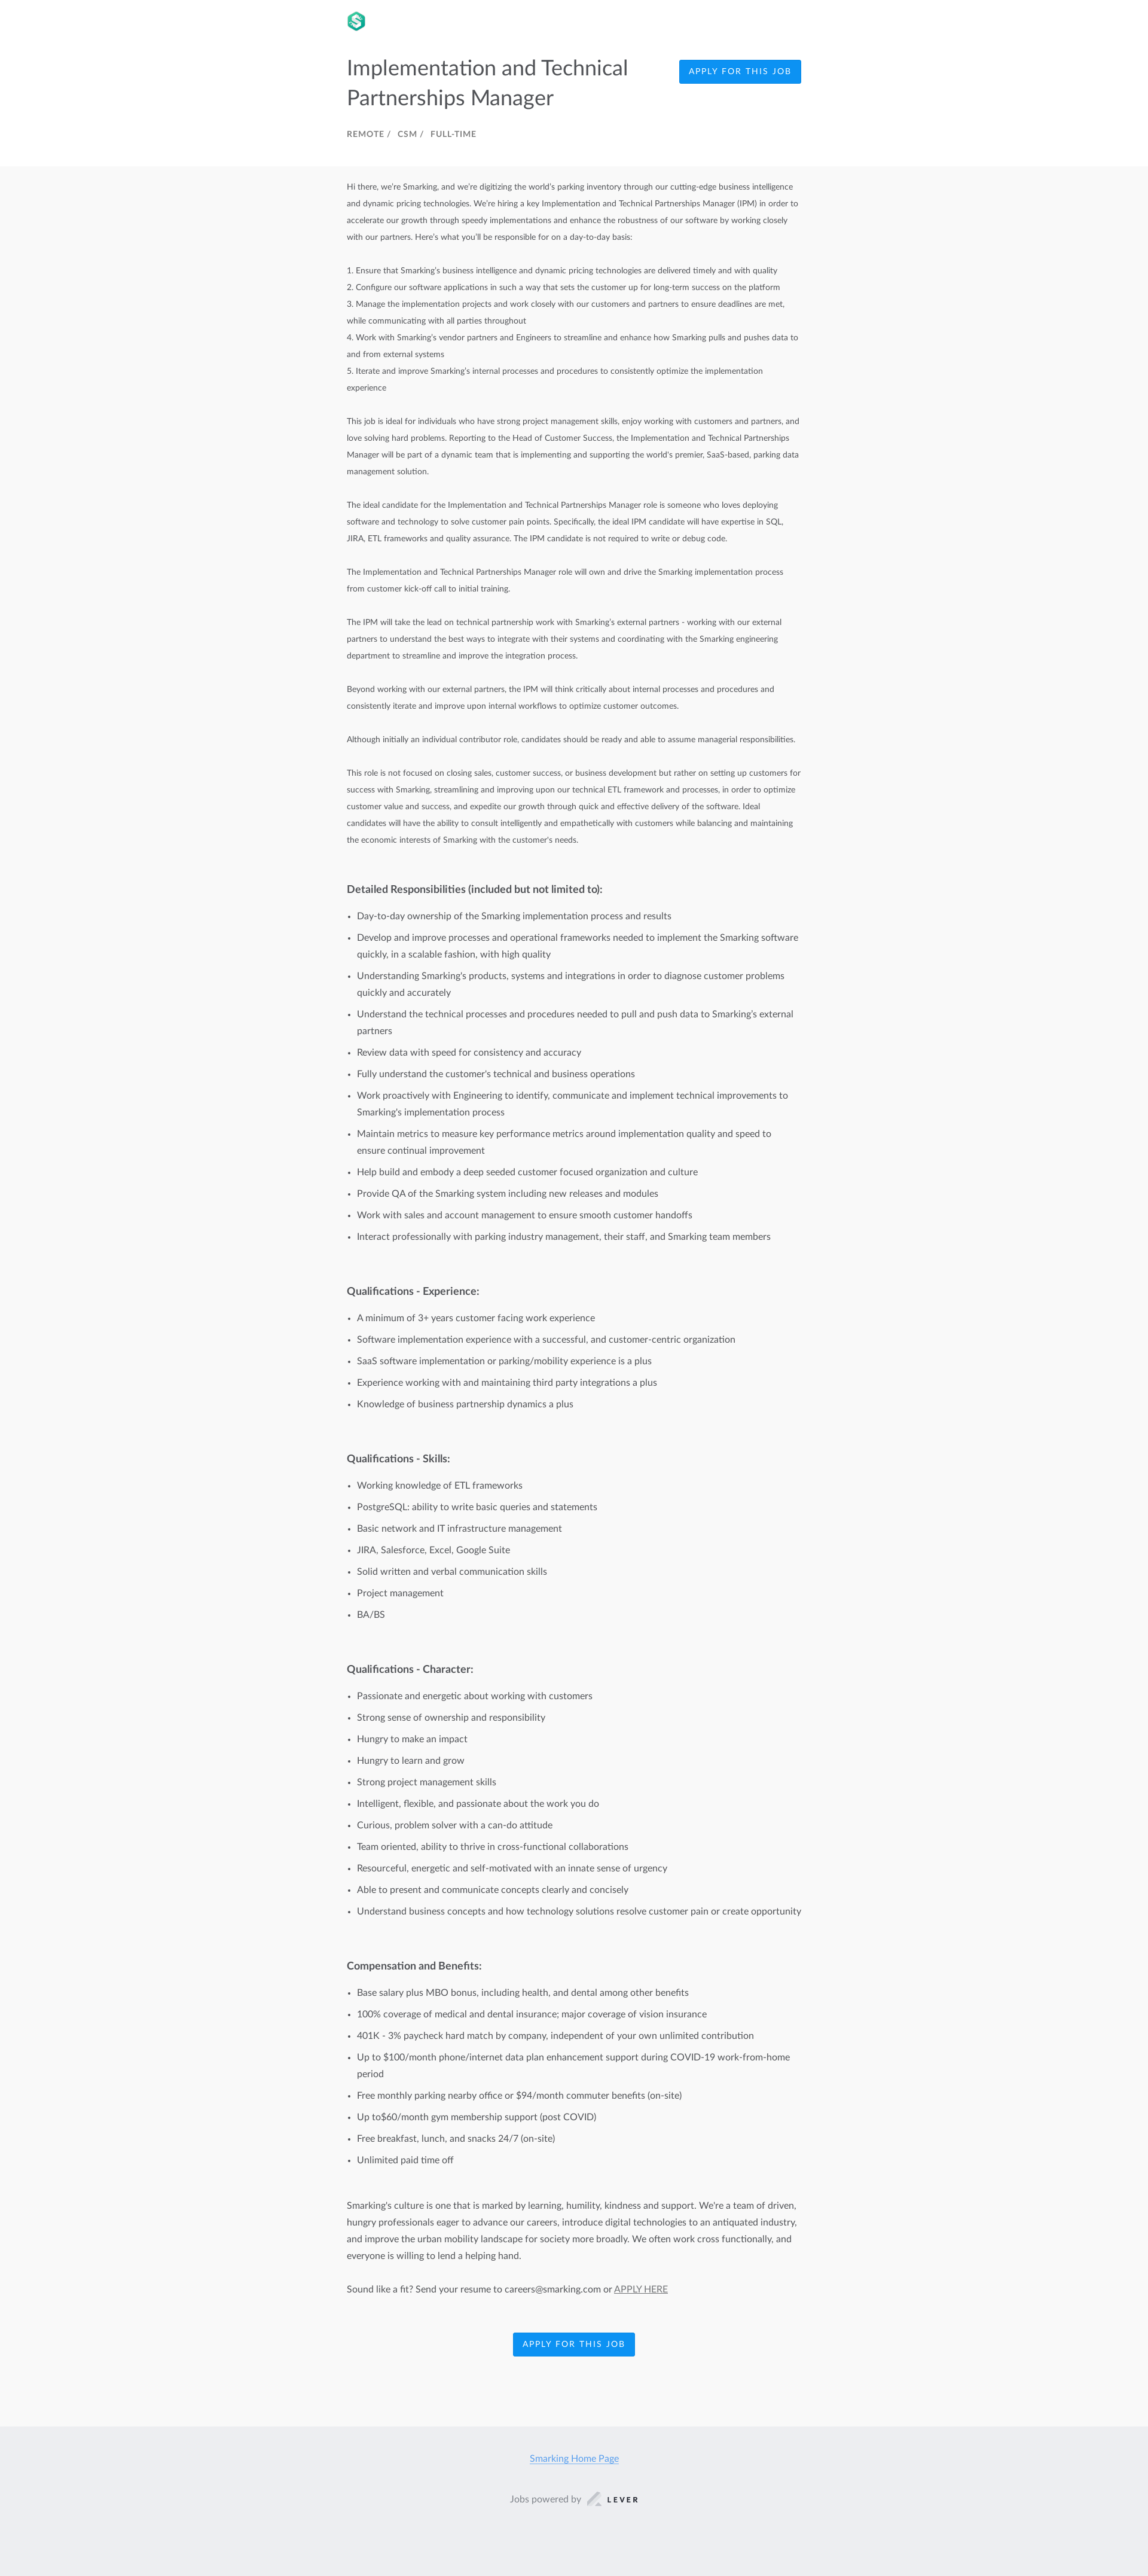 Implementation and Technical
Partnerships Manager
APPLY FOR THIS JOB
REMOTE / CSM / FULL-TIME
Hi there, we’re Smarking, and we’re digitizing the world’s parking inventory through our cutting-edge business intelligence
and dynamic pricing technologies. We’re hiring a key Implementation and Technical Partnerships Manager (IPM) in order to
accelerate our growth through speedy implementations and enhance the robustness of our software by working closely
with our partners. Here’s what you’ll be responsible for on a day-to-day basis:
1. Ensure that Smarking’s business intelligence and dynamic pricing technologies are delivered timely and with quality
2. Configure our software applications in such a way that sets the customer up for long-term success on the platform
3. Manage the implementation projects and work closely with our customers and partners to ensure deadlines are met,
while communicating with all parties throughout
4. Work with Smarking’s vendor partners and Engineers to streamline and enhance how Smarking pulls and pushes data to
and from external systems
5. Iterate and improve Smarking’s internal processes and procedures to consistently optimize the implementation
experience
This job is ideal for individuals who have strong project management skills, enjoy working with customers and partners, and
love solving hard problems. Reporting to the Head of Customer Success, the Implementation and Technical Partnerships
Manager will be part of a dynamic team that is implementing and supporting the world's premier, SaaS-based, parking data
management solution.
The ideal candidate for the Implementation and Technical Partnerships Manager role is someone who loves deploying
software and technology to solve customer pain points. Specifically, the ideal IPM candidate will have expertise in SQL,
JIRA, ETL frameworks and quality assurance. The IPM candidate is not required to write or debug code.
The Implementation and Technical Partnerships Manager role will own and drive the Smarking implementation process
from customer kick-off call to initial training.
The IPM will take the lead on technical partnership work with Smarking’s external partners - working with our external
partners to understand the best ways to integrate with their systems and coordinating with the Smarking engineering
department to streamline and improve the integration process.
Beyond working with our external partners, the IPM will think critically about internal processes and procedures and
consistently iterate and improve upon internal workflows to optimize customer outcomes.
Although initially an individual contributor role, candidates should be ready and able to assume managerial responsibilities.
This role is not focused on closing sales, customer success, or business development but rather on setting up customers for
success with Smarking, streamlining and improving upon our technical ETL framework and processes, in order to optimize
customer value and success, and expedite our growth through quick and effective delivery of the software. Ideal
candidates will have the ability to consult intelligently and empathetically with customers while balancing and maintaining
the economic interests of Smarking with the customer's needs.
Detailed Responsibilities (included but not limited to):
• Day-to-day ownership of the Smarking implementation process and results
• Develop and improve processes and operational frameworks needed to implement the Smarking software
quickly, in a scalable fashion, with high quality
• Understanding Smarking's products, systems and integrations in order to diagnose customer problems
quickly and accurately
• Understand the technical processes and procedures needed to pull and push data to Smarking’s external
partners
• Review data with speed for consistency and accuracy
• Fully understand the customer's technical and business operations
• Work proactively with Engineering to identify, communicate and implement technical improvements to
Smarking's implementation process
• Maintain metrics to measure key performance metrics around implementation quality and speed to
ensure continual improvement
• Help build and embody a deep seeded customer focused organization and culture
• Provide QA of the Smarking system including new releases and modules
• Work with sales and account management to ensure smooth customer handoffs
• Interact professionally with parking industry management, their staff, and Smarking team members
Qualifications - Experience:
• A minimum of 3+ years customer facing work experience
• Software implementation experience with a successful, and customer-centric organization
• SaaS software implementation or parking/mobility experience is a plus
• Experience working with and maintaining third party integrations a plus
• Knowledge of business partnership dynamics a plus
Qualifications - Skills:
• Working knowledge of ETL frameworks
• PostgreSQL: ability to write basic queries and statements
• Basic network and IT infrastructure management
• JIRA, Salesforce, Excel, Google Suite
• Solid written and verbal communication skills
• Project management
• BA/BS
Qualifications - Character:
• Passionate and energetic about working with customers
• Strong sense of ownership and responsibility
• Hungry to make an impact
• Hungry to learn and grow
• Strong project management skills
• Intelligent, flexible, and passionate about the work you do
• Curious, problem solver with a can-do attitude
• Team oriented, ability to thrive in cross-functional collaborations
• Resourceful, energetic and self-motivated with an innate sense of urgency
• Able to present and communicate concepts clearly and concisely
• Understand business concepts and how technology solutions resolve customer pain or create opportunity
Compensation and Benefits:
• Base salary plus MBO bonus, including health, and dental among other benefits
• 100% coverage of medical and dental insurance; major coverage of vision insurance
• 401K - 3% paycheck hard match by company, independent of your own unlimited contribution
• Up to $100/month phone/internet data plan enhancement support during COVID-19 work-from-home
period
• Free monthly parking nearby office or $94/month commuter benefits (on-site)
• Up to$60/month gym membership support (post COVID)
• Free breakfast, lunch, and snacks 24/7 (on-site)
• Unlimited paid time off
Smarking's culture is one that is marked by learning, humility, kindness and support. We're a team of driven,
hungry professionals eager to advance our careers, introduce digital technologies to an antiquated industry,
and improve the urban mobility landscape for society more broadly. We often work cross functionally, and
everyone is willing to lend a helping hand.
Sound like a fit? Send your resume to careers@smarking.com or APPLY HERE
APPLY FOR THIS JOB
Smarking Home Page
Jobs powered by LEVER